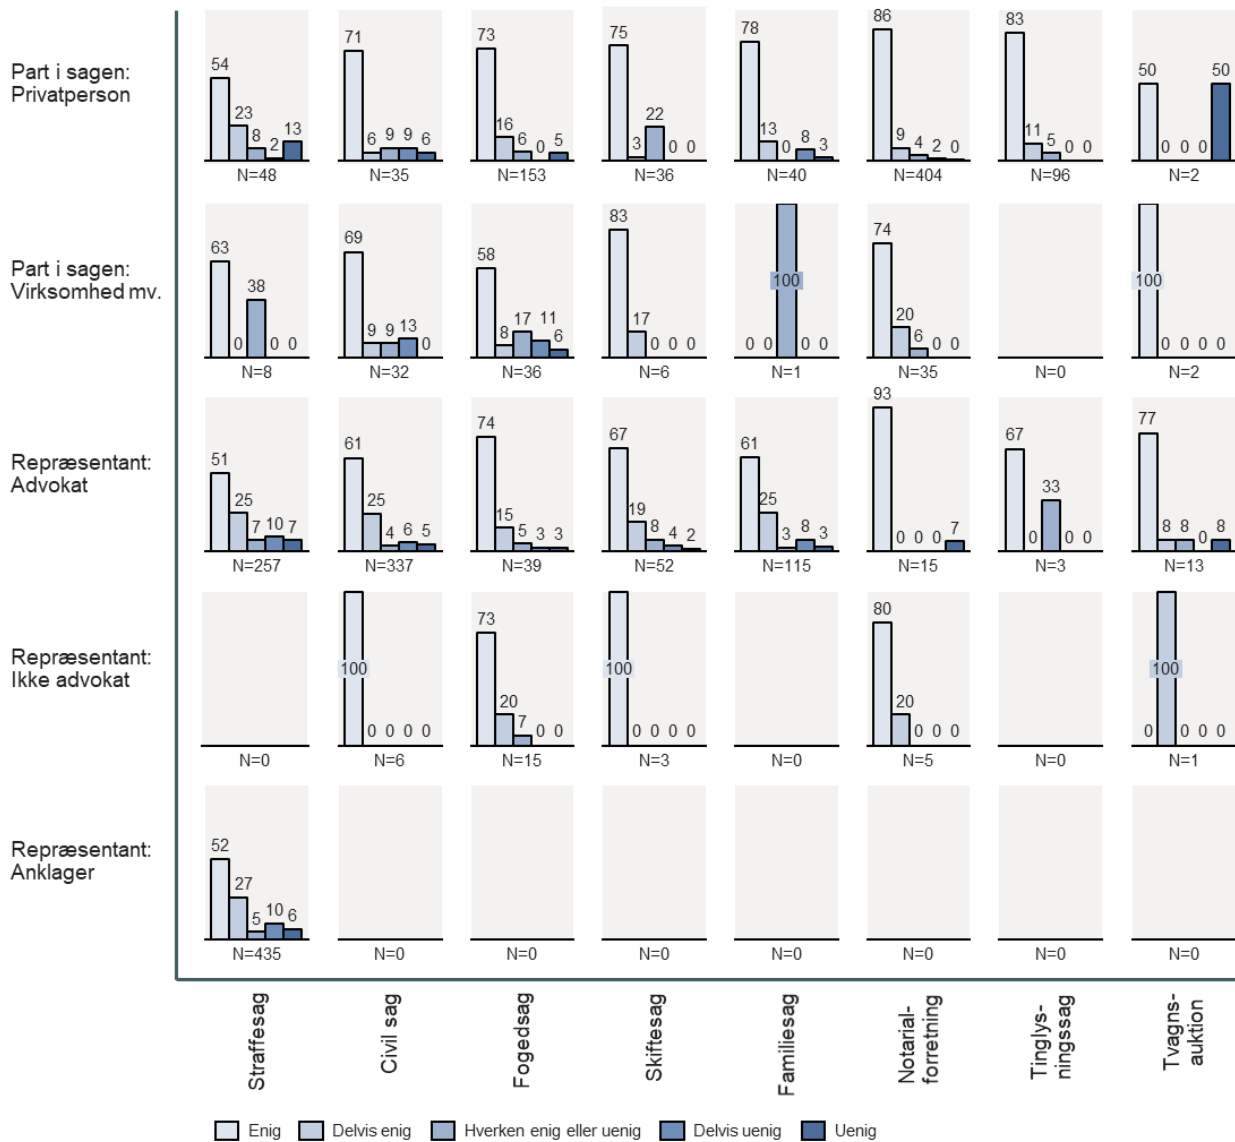 Part i sagen:
Privatperson
54 23 8 2 13
N=48
71 6 9 9 6
N=35
73 16 6 0 5
N=153
75 3 22 0 0
N=36
78 13 0 8 3
N=40
86 9 4 2 0
N=404
83 11 5 0 0
N=96
50 0 0 0 50
N=2
Part i sagen:
Virksomhed mv.
63 0 38 0 0
N=8
69 9 9 13 0
N=32
58 8 17 11 6
N=36
83 17 0 0 0
N=6
0 0 100 0 0
N=1
74 20 6 0 0
N=35
N=0
100 0 0 0 0
N=2
Repræsentant:
Advokat
51 25 7 10 7
N=257
61 25 4 6 5
N=337
74 15 5 3 3
N=39
67 19 8 4 2
N=52
61 25 3 8 3
N=115
93 0 0 0 7
N=15
67 0 33 0 0
N=3
77 8 8 0 8
N=13
Repræsentant:
Ikke advokat
N=0
100 0 0 0 0
N=6
73 20 7 0 0
N=15
100 0 0 0 0
N=3
N=0
80 20 0 0 0
N=5
N=0
0 100 0 0 0
N=1
Repræsentant:
Anklager
52 27 5 10 6
N=435
N=0
N=0
N=0
N=0
N=0
N=0
N=0
Straffesag
Civil sag
Fogedsag
Skiftesag
Familiesag
Notarial-
forretning
Tinglys-
ningssag
Tvagns-
auktion
Enig Delvis enig Hverken enig eller uenig Delvis uenig Uenig